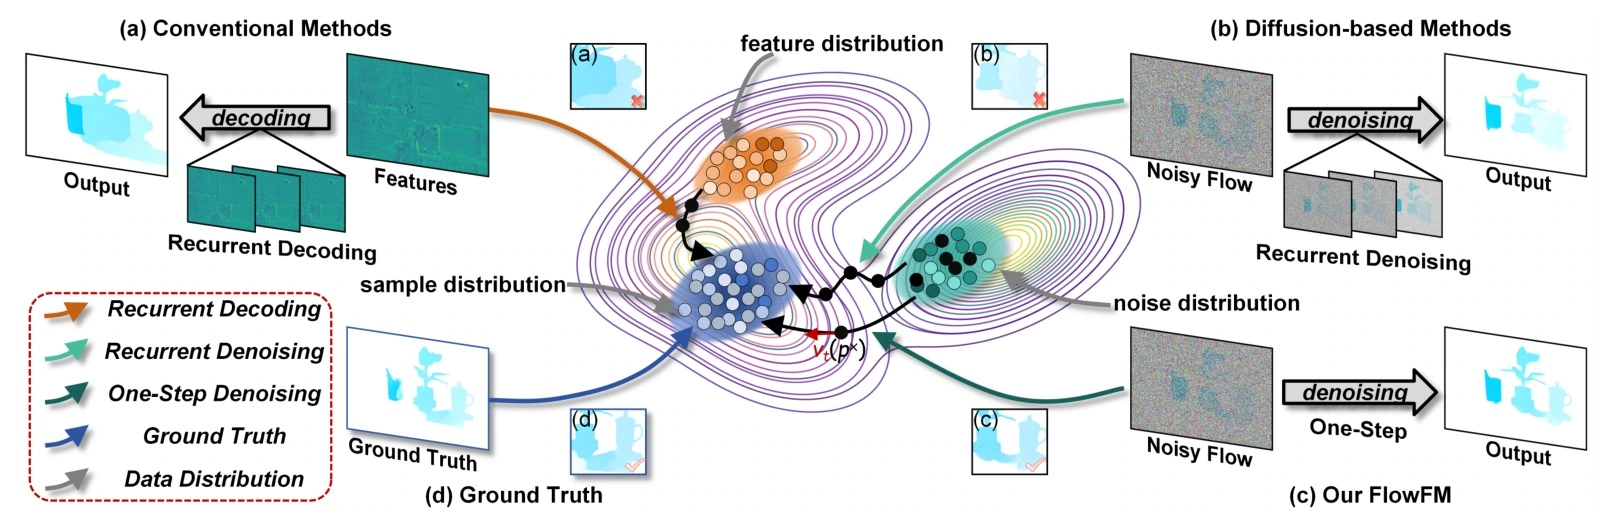 (a) Conventional Methods
Output
decoding
Features
Recurrent Decoding
(a)
feature distribution
(b)
(b) Diffusion-based Methods
Noisy Flow
denoising
Output
Recurrent Denoising
sample distribution
noise distribution
vt(pˣ)
Recurrent Decoding
Recurrent Denoising
One-Step Denoising
Ground Truth
Data Distribution
Ground Truth
(d)
(d) Ground Truth
(c)
Noisy Flow
denoising
One-Step
Output
(c) Our FlowFM